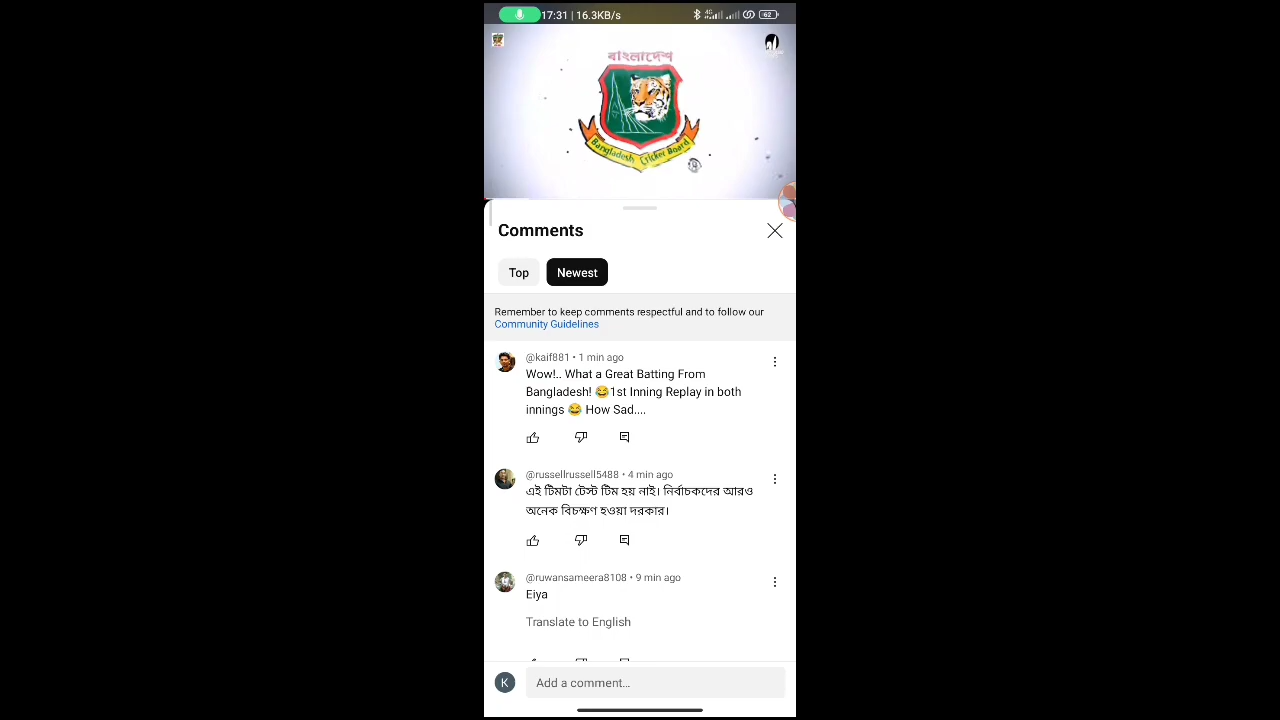 17:31 | 16.3KB/s
4G
62
বাংলাদেশ
Bangladesh Cricket Board
Comments
Top
Newest
Remember to keep comments respectful and to follow our
Community Guidelines
@kaif881 • 1 min ago
Wow!.. What a Great Batting From
Bangladesh! 😂1st Inning Replay in both
innings 😂 How Sad....
@russellrussell5488 • 4 min ago
এই টিমটা টেস্ট টিম হয় নাই। নির্বাচকদের আরও
অনেক বিচক্ষণ হওয়া দরকার।
@ruwansameera8108 • 9 min ago
Eiya
Translate to English
K
Add a comment...